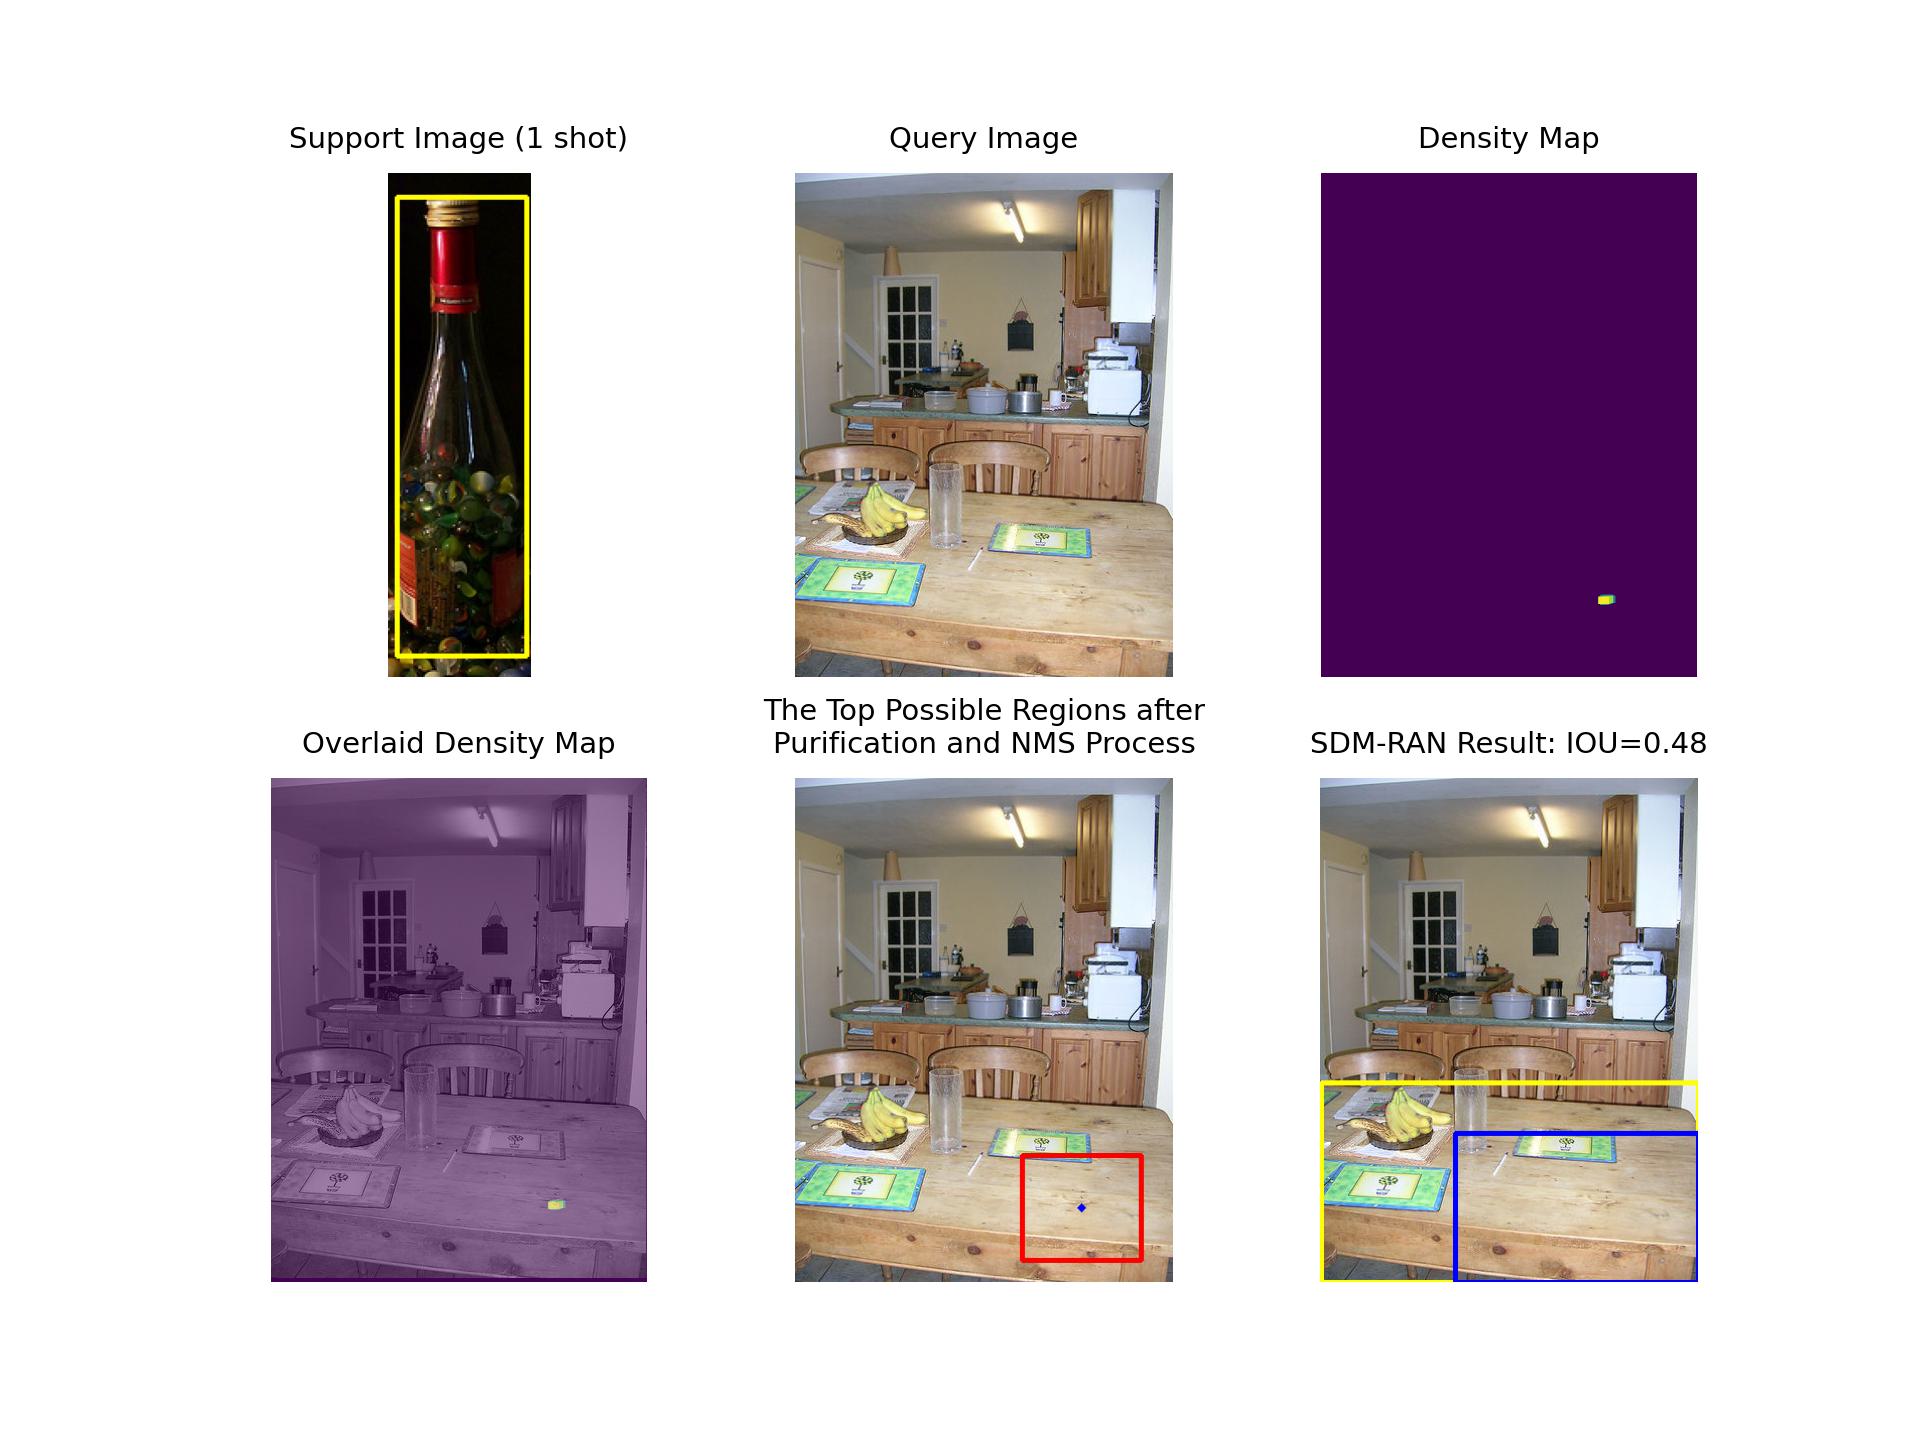 Support Image (1 shot)
Query Image
Density Map
Overlaid Density Map
The Top Possible Regions after
Purification and NMS Process
SDM-RAN Result: IOU=0.48